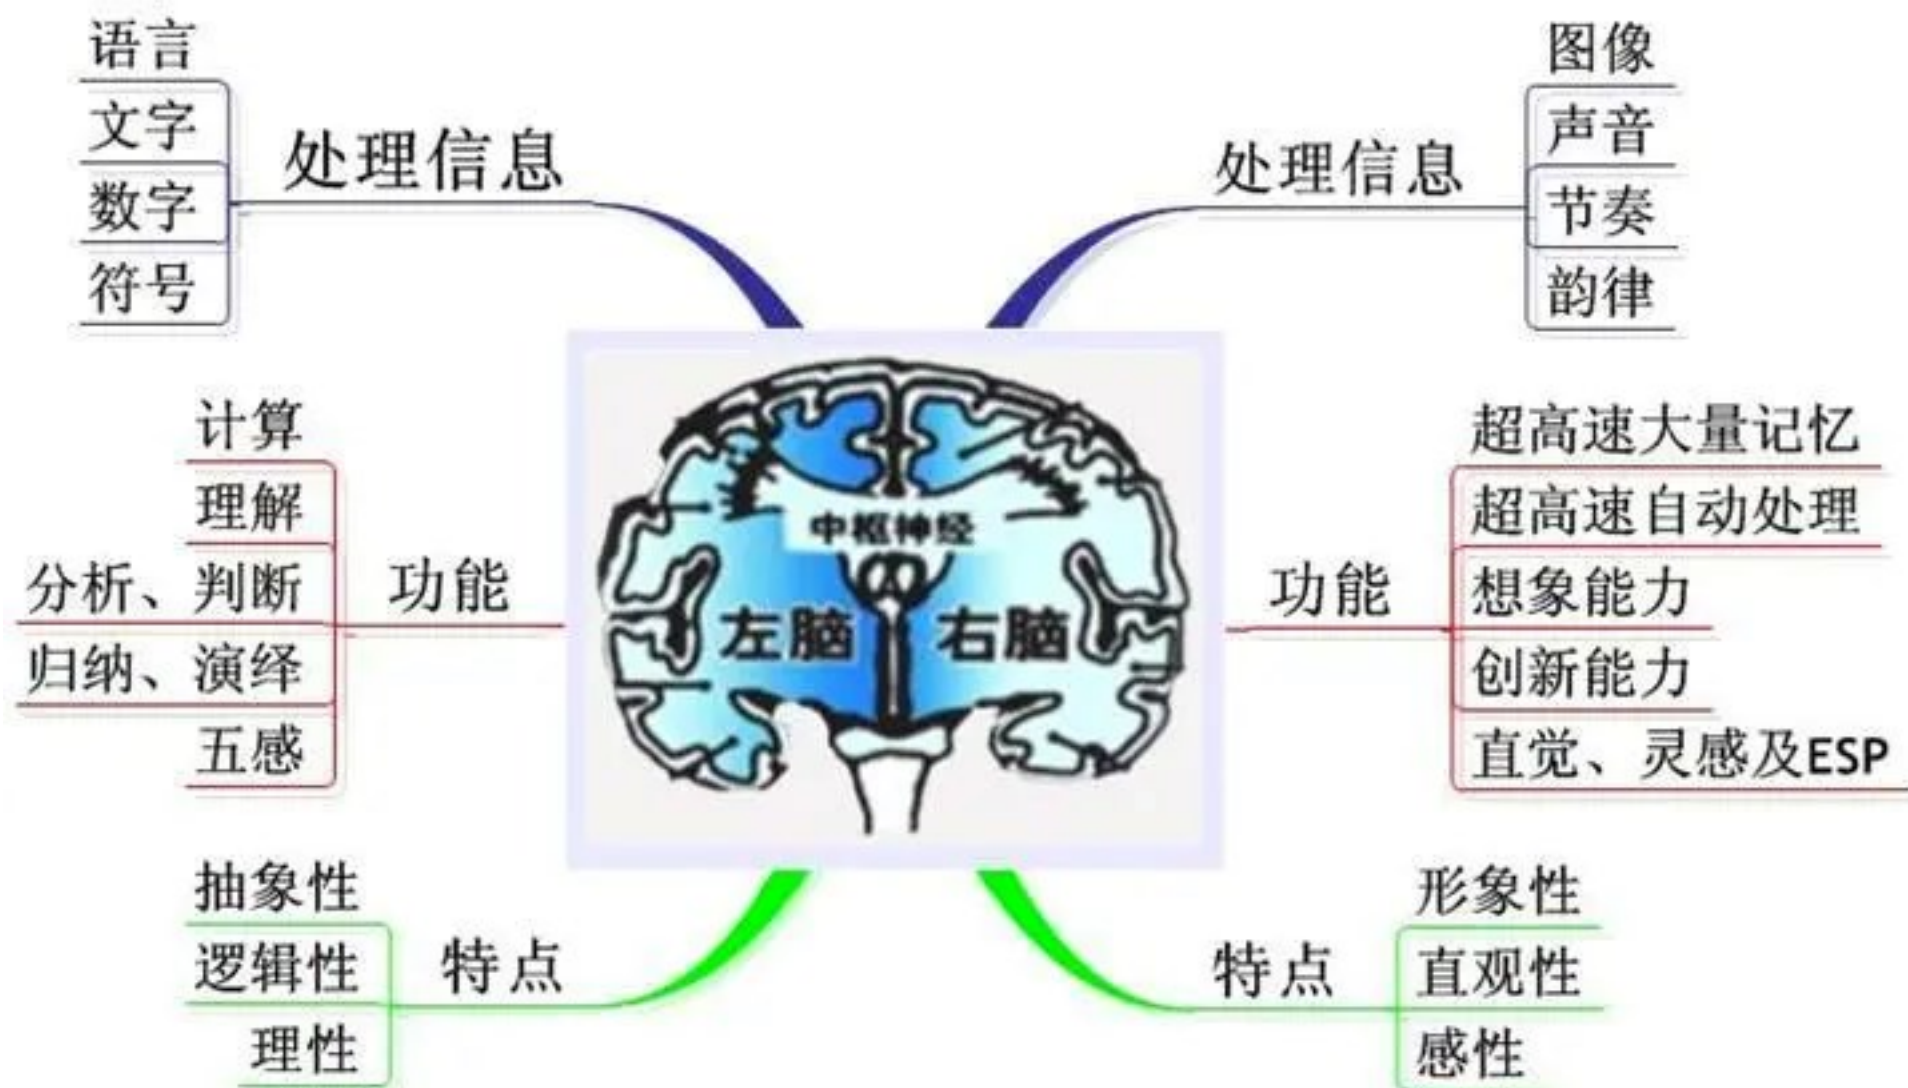 语言
文字
数字
符号
处理信息
计算
理解
分析、判断
归纳、演绎
五感
功能
抽象性
逻辑性
理性
特点
中枢神经
左脑
右脑
图像
声音
节奏
韵律
处理信息
超高速大量记忆
超高速自动处理
想象能力
创新能力
直觉、灵感及ESP
功能
形象性
直观性
感性
特点